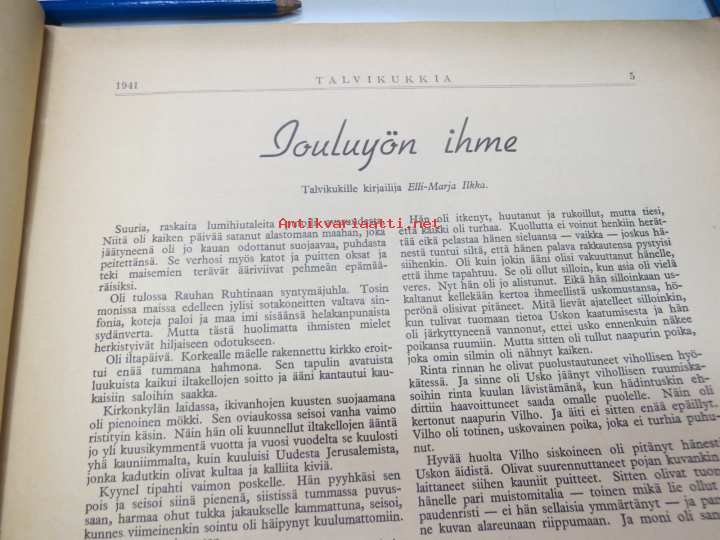 1941
TALVIKUKKIA
5
Jouluyön ihme
Talvikukille kirjailija Elli-Marja Ilkka.
Antikvariaatti.net
Suuria, raskaita lumihiutaleita
Niitä oli kaiken päivää satanut alastomaan maahan, joka
jäätyneenä oli jo kauan odottanut suojaavaa, puhdasta
peitettänsä. Se verhosi myös katot ja puitten oksat ja
teki maisemien terävät ääriviivat pehmeän epämää-
räisiksi.
Oli tulossa Rauhan Ruhtinaan syntymäjuhla. Tosin
monissa maissa edelleen jylisi sotakoneitten valtava sin-
fonia, koteja paloi ja maa imi sisäänsä helakanpunaista
sydänverta. Mutta tästä huolimatta ihmisten mielet
herkistyivät hiljaiseen odotukseen.
Oli iltapäivä. Korkealle mäelle rakennettu kirkko eroit-
tui enää tummana hahmona. Sen tapulin avatuista
luukuista kaikui iltakellojen soitto ja ääni kantautui kau-
kaisiin saloihin saakka.
Kirkonkylän laidassa, ikivanhojen kuusten suojaamana
oli pienoinen mökki. Sen oviaukossa seisoi vanha vaimo
ristityin käsin. Näin hän oli kuunnellut iltakellojen ääntä
jo yli kuusikymmentä vuotta ja vuosi vuodelta se kuulosti
yhä kauniimmalta, kuin kuuluisi Uudesta Jerusalemista,
jonka kadutkin olivat kultaa ja kalliita kiviä.
Kyynel tipahti vaimon poskelle. Hän pyyhkäisi sen
pois ja seisoi siinä pienenä, siistissä tummassa puvus-
saan, harmaa ohut tukka jakaukselle kammattuna, seisoi,
kunnes viimeinenkin sointu oli häipynyt kuulumattomiin.
Hän oli itkenyt, huutanut ja rukoillut, mutta tiesi,
että kaikki oli turhaa. Kuollutta ei voinut henkiin herät-
tää eikä pelastaa hänen sieluansa — vaikka — joskus hä-
nestä tuntui siltä, että hänen palava rakkautensa pystyisi
siihenkin. Oli kuin jokin ääni olisi vakuuttanut hänelle,
että ihme tapahtuu. Se oli ollut silloin, kun asia oli vielä
veres. Nyt hän oli jo alistunut. Eikä hän silloinkaan us-
kaltanut kellekään kertoa ihmeellistä uskomustansa, hö-
perönä olisivat pitäneet. Mitä lievät ajatelleet silloinkin,
kun tulivat tuomaan tietoa Uskon kaatumisesta ja hän
oli järkyttyneenä vannonut, ettei usko ennenkuin näkee
poikansa ruumiin. Mutta sitten oli tullut naapurin poika,
joka omin silmin oli nähnyt kaiken.
Rinta rinnan he olivat puolustautuneet vihollisen hyö-
kätessä. Ja sinne oli Usko jäänyt vihollisen ruumiska-
soihin rinta kuulan lävistämänä, kun hädintuskin eh-
dittiin haavoittuneet saada omalle puolelle. Näin oli
kertonut naapurin Vilho. Ja äiti ei sitten enää epäillyt.
Vilho oli totinen, uskovainen poika, joka ei turhia puhu-
nut.
Hyvää huolta Vilho siskoineen oli pitänyt hänestä
Uskon äidistä. Olivat suurennuttaneet pojan kuvankin
laittaneet siihen kauniit puitteet. Sitten olivat tuon
hänelle pari muistomitalia — toinen mikä lie ollut
paudenristi — ei hän sellaisia ymmärtänyt — ja pan
ne kuvan alareunaan riippumaan. Ja moni oli san